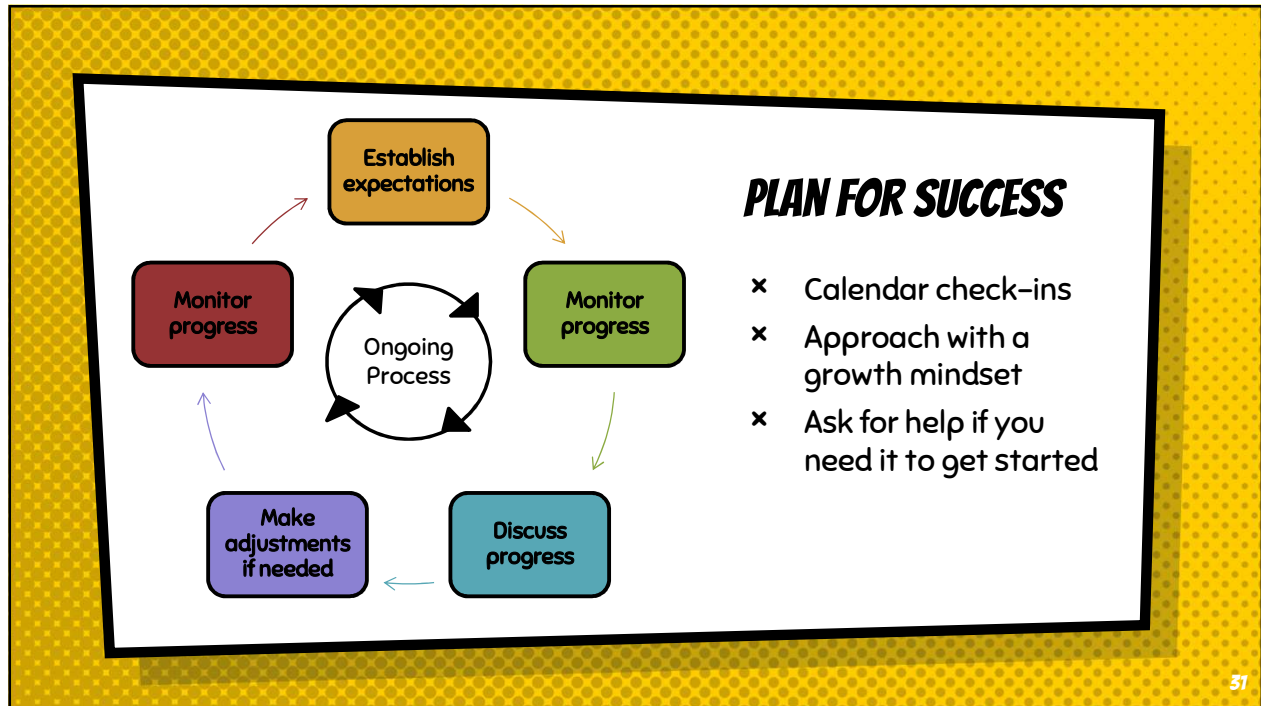 Establish
expectations
Monitor
progress
Discuss
progress
Make
adjustments
if needed
Monitor
progress
Ongoing
Process
PLAN FOR SUCCESS
× Calendar check-ins
× Approach with a
growth mindset
× Ask for help if you
need it to get started
31